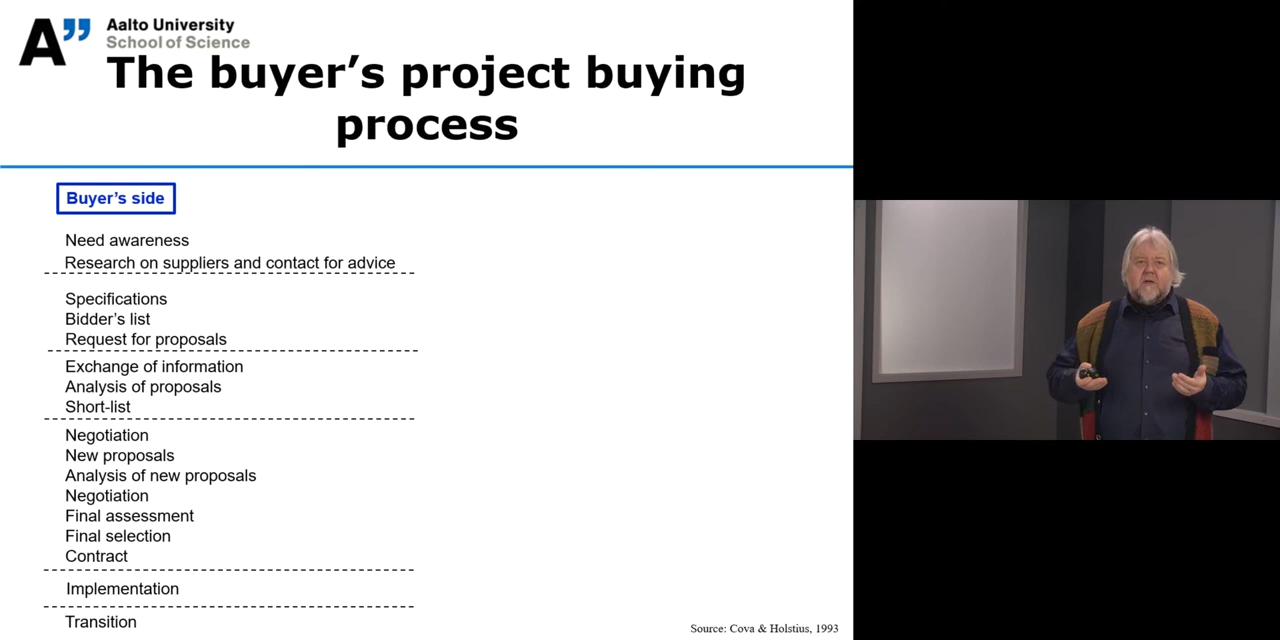 A”
Aalto University
School of Science
The buyer’s project buying
process
Buyer’s side
Need awareness
Research on suppliers and contact for advice
Specifications
Bidder’s list
Request for proposals
Exchange of information
Analysis of proposals
Short-list
Negotiation
New proposals
Analysis of new proposals
Negotiation
Final assessment
Final selection
Contract
Implementation
Transition
Source: Cova & Holstius, 1993